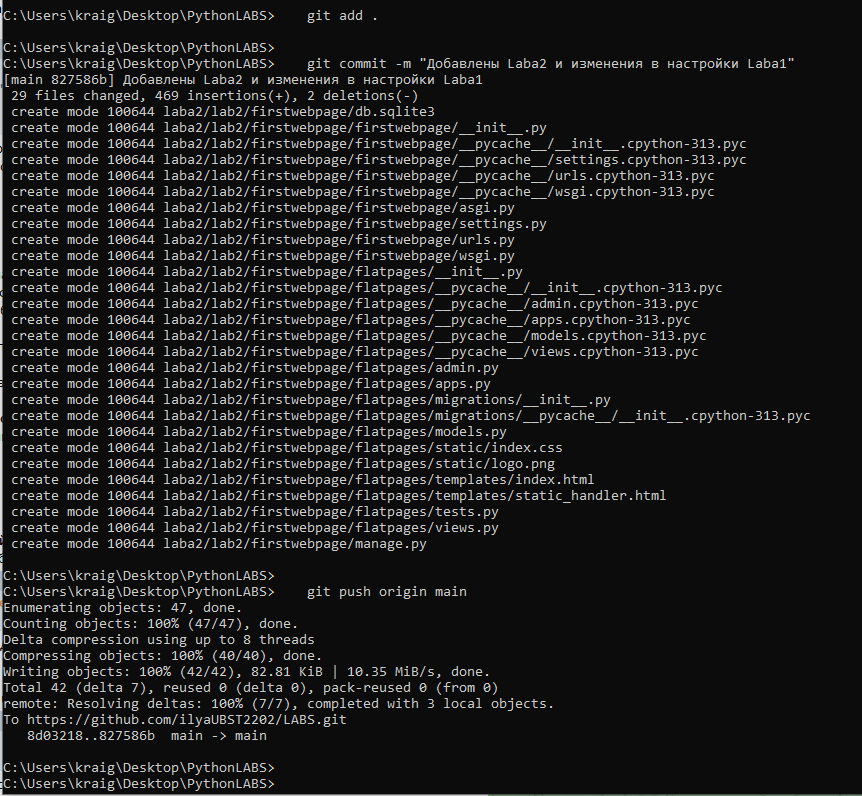 C:\Users\kraig\Desktop\PythonLABS>    git add .
C:\Users\kraig\Desktop\PythonLABS>
C:\Users\kraig\Desktop\PythonLABS>    git commit -m "Добавлены Laba2 и изменения в настройки Laba1"
[main 827586b] Добавлены Laba2 и изменения в настройки Laba1
 29 files changed, 469 insertions(+), 2 deletions(-)
 create mode 100644 laba2/lab2/firstwebpage/db.sqlite3
 create mode 100644 laba2/lab2/firstwebpage/firstwebpage/__init__.py
 create mode 100644 laba2/lab2/firstwebpage/firstwebpage/__pycache__/__init__.cpython-313.pyc
 create mode 100644 laba2/lab2/firstwebpage/firstwebpage/__pycache__/settings.cpython-313.pyc
 create mode 100644 laba2/lab2/firstwebpage/firstwebpage/__pycache__/urls.cpython-313.pyc
 create mode 100644 laba2/lab2/firstwebpage/firstwebpage/__pycache__/wsgi.cpython-313.pyc
 create mode 100644 laba2/lab2/firstwebpage/firstwebpage/asgi.py
 create mode 100644 laba2/lab2/firstwebpage/firstwebpage/settings.py
 create mode 100644 laba2/lab2/firstwebpage/firstwebpage/urls.py
 create mode 100644 laba2/lab2/firstwebpage/firstwebpage/wsgi.py
 create mode 100644 laba2/lab2/firstwebpage/flatpages/__init__.py
 create mode 100644 laba2/lab2/firstwebpage/flatpages/__pycache__/__init__.cpython-313.pyc
 create mode 100644 laba2/lab2/firstwebpage/flatpages/__pycache__/admin.cpython-313.pyc
 create mode 100644 laba2/lab2/firstwebpage/flatpages/__pycache__/apps.cpython-313.pyc
 create mode 100644 laba2/lab2/firstwebpage/flatpages/__pycache__/models.cpython-313.pyc
 create mode 100644 laba2/lab2/firstwebpage/flatpages/__pycache__/views.cpython-313.pyc
 create mode 100644 laba2/lab2/firstwebpage/flatpages/admin.py
 create mode 100644 laba2/lab2/firstwebpage/flatpages/apps.py
 create mode 100644 laba2/lab2/firstwebpage/flatpages/migrations/__init__.py
 create mode 100644 laba2/lab2/firstwebpage/flatpages/migrations/__pycache__/__init__.cpython-313.pyc
 create mode 100644 laba2/lab2/firstwebpage/flatpages/models.py
 create mode 100644 laba2/lab2/firstwebpage/flatpages/static/index.css
 create mode 100644 laba2/lab2/firstwebpage/flatpages/static/logo.png
 create mode 100644 laba2/lab2/firstwebpage/flatpages/templates/index.html
 create mode 100644 laba2/lab2/firstwebpage/flatpages/templates/static_handler.html
 create mode 100644 laba2/lab2/firstwebpage/flatpages/tests.py
 create mode 100644 laba2/lab2/firstwebpage/flatpages/views.py
 create mode 100644 laba2/lab2/firstwebpage/manage.py
C:\Users\kraig\Desktop\PythonLABS>
C:\Users\kraig\Desktop\PythonLABS>    git push origin main
Enumerating objects: 47, done.
Counting objects: 100% (47/47), done.
Delta compression using up to 8 threads
Compressing objects: 100% (40/40), done.
Writing objects: 100% (42/42), 82.81 KiB | 10.35 MiB/s, done.
Total 42 (delta 7), reused 0 (delta 0), pack-reused 0 (from 0)
remote: Resolving deltas: 100% (7/7), completed with 3 local objects.
To https://github.com/ilyaUBST2202/LABS.git
   8d03218..827586b  main -> main
C:\Users\kraig\Desktop\PythonLABS>
C:\Users\kraig\Desktop\PythonLABS>